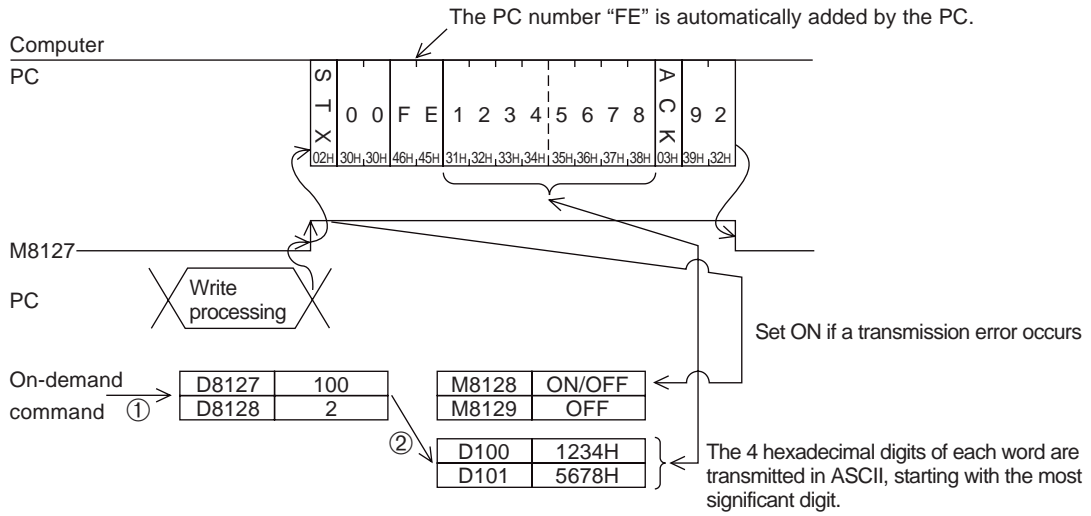 The PC number “FE” is automatically added by the PC.
Computer
PC
STX 0 0 F E 1 2 3 4 5 6 7 8 ACK 9 2
02H 30H 30H 46H 45H 31H 32H 33H 34H 35H 36H 37H 38H 03H 39H 32H
M8127
PC
Write
processing
Set ON if a transmission error occurs
On-demand
command ①
D8127 100
D8128 2
M8128 ON/OFF
M8129 OFF
②
D100 1234H
D101 5678H
The 4 hexadecimal digits of each word are
transmitted in ASCII, starting with the most
significant digit.